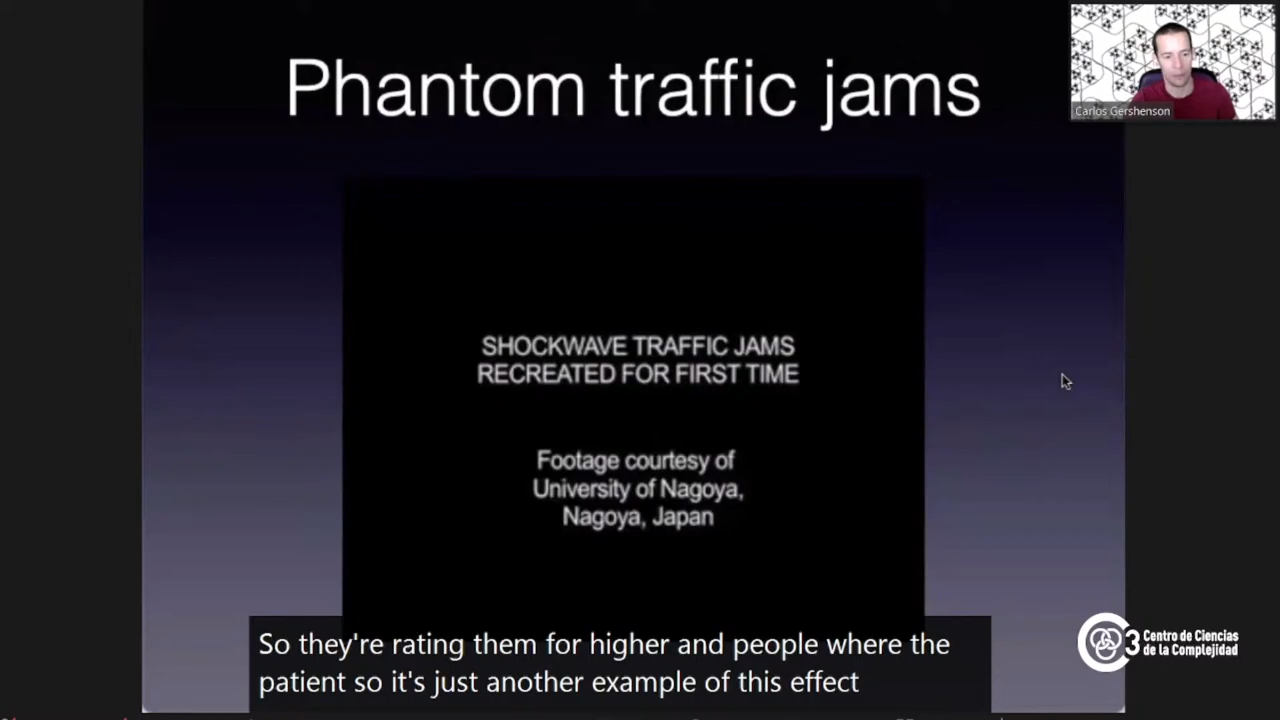 Phantom traffic jams
Carlos Gershenson
SHOCKWAVE TRAFFIC JAMS
RECREATED FOR FIRST TIME
Footage courtesy of
University of Nagoya,
Nagoya, Japan
So they're rating them for higher and people where the
patient so it's just another example of this effect
C3 Centro de Ciencias
de la Complejidad